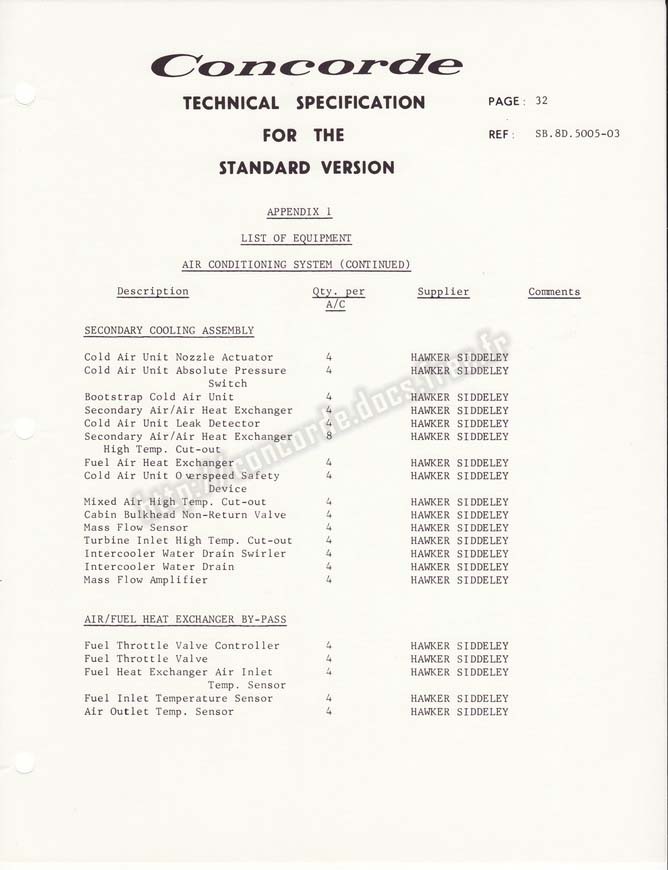 Concorde
TECHNICAL SPECIFICATION PAGE: 32
FOR THE REF: SB.8D.5005-03
STANDARD VERSION
APPENDIX 1
LIST OF EQUIPMENT
AIR CONDITIONING SYSTEM (CONTINUED)
Description Qty. per Supplier Comments
A/C
SECONDARY COOLING ASSEMBLY
Cold Air Unit Nozzle Actuator 4 HAWKER SIDDELEY
Cold Air Unit Absolute Pressure 4 HAWKER SIDDELEY
Switch
Bootstrap Cold Air Unit 4 HAWKER SIDDELEY
Secondary Air/Air Heat Exchanger 4 HAWKER SIDDELEY
Cold Air Unit Leak Detector 4 HAWKER SIDDELEY
Secondary Air/Air Heat Exchanger 8 HAWKER SIDDELEY
High Temp. Cut-out
Fuel Air Heat Exchanger 4 HAWKER SIDDELEY
Cold Air Unit Overspeed Safety 4 HAWKER SIDDELEY
Device
Mixed Air High Temp. Cut-out 4 HAWKER SIDDELEY
Cabin Bulkhead Non-Return Valve 4 HAWKER SIDDELEY
Mass Flow Sensor 4 HAWKER SIDDELEY
Turbine Inlet High Temp. Cut-out 4 HAWKER SIDDELEY
Intercooler Water Drain Swirler 4 HAWKER SIDDELEY
Intercooler Water Drain 4 HAWKER SIDDELEY
Mass Flow Amplifier 4 HAWKER SIDDELEY
AIR/FUEL HEAT EXCHANGER BY-PASS
Fuel Throttle Valve Controller 4 HAWKER SIDDELEY
Fuel Throttle Valve 4 HAWKER SIDDELEY
Fuel Heat Exchanger Air Inlet 4 HAWKER SIDDELEY
Temp. Sensor
Fuel Inlet Temperature Sensor 4 HAWKER SIDDELEY
Air Outlet Temp. Sensor 4 HAWKER SIDDELEY
http://concorde.docs.free.fr